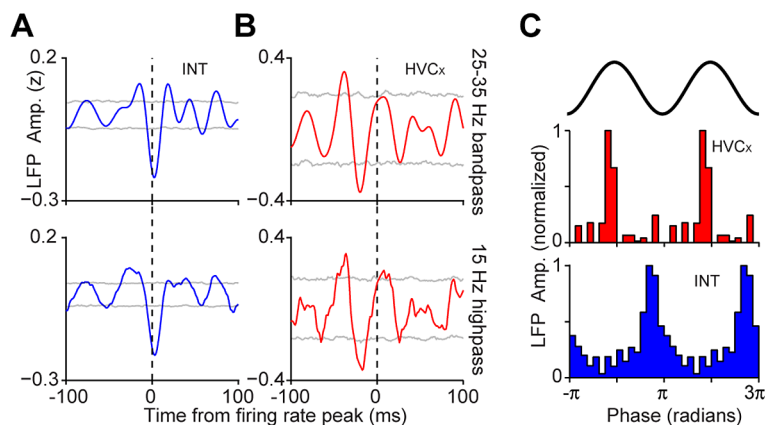 A
B
C
INT
HVCx
25-35 Hz bandpass
0.2
-0.3
0.4
-0.4
LFP Amp. (z)
0.2
-0.3
0.4
-0.4
15 Hz highpass
-100
0
100
-100
0
100
Time from firing rate peak (ms)
1
0
HVCx
1
0
INT
LFP Amp. (normalized)
-π
π
3π
Phase (radians)